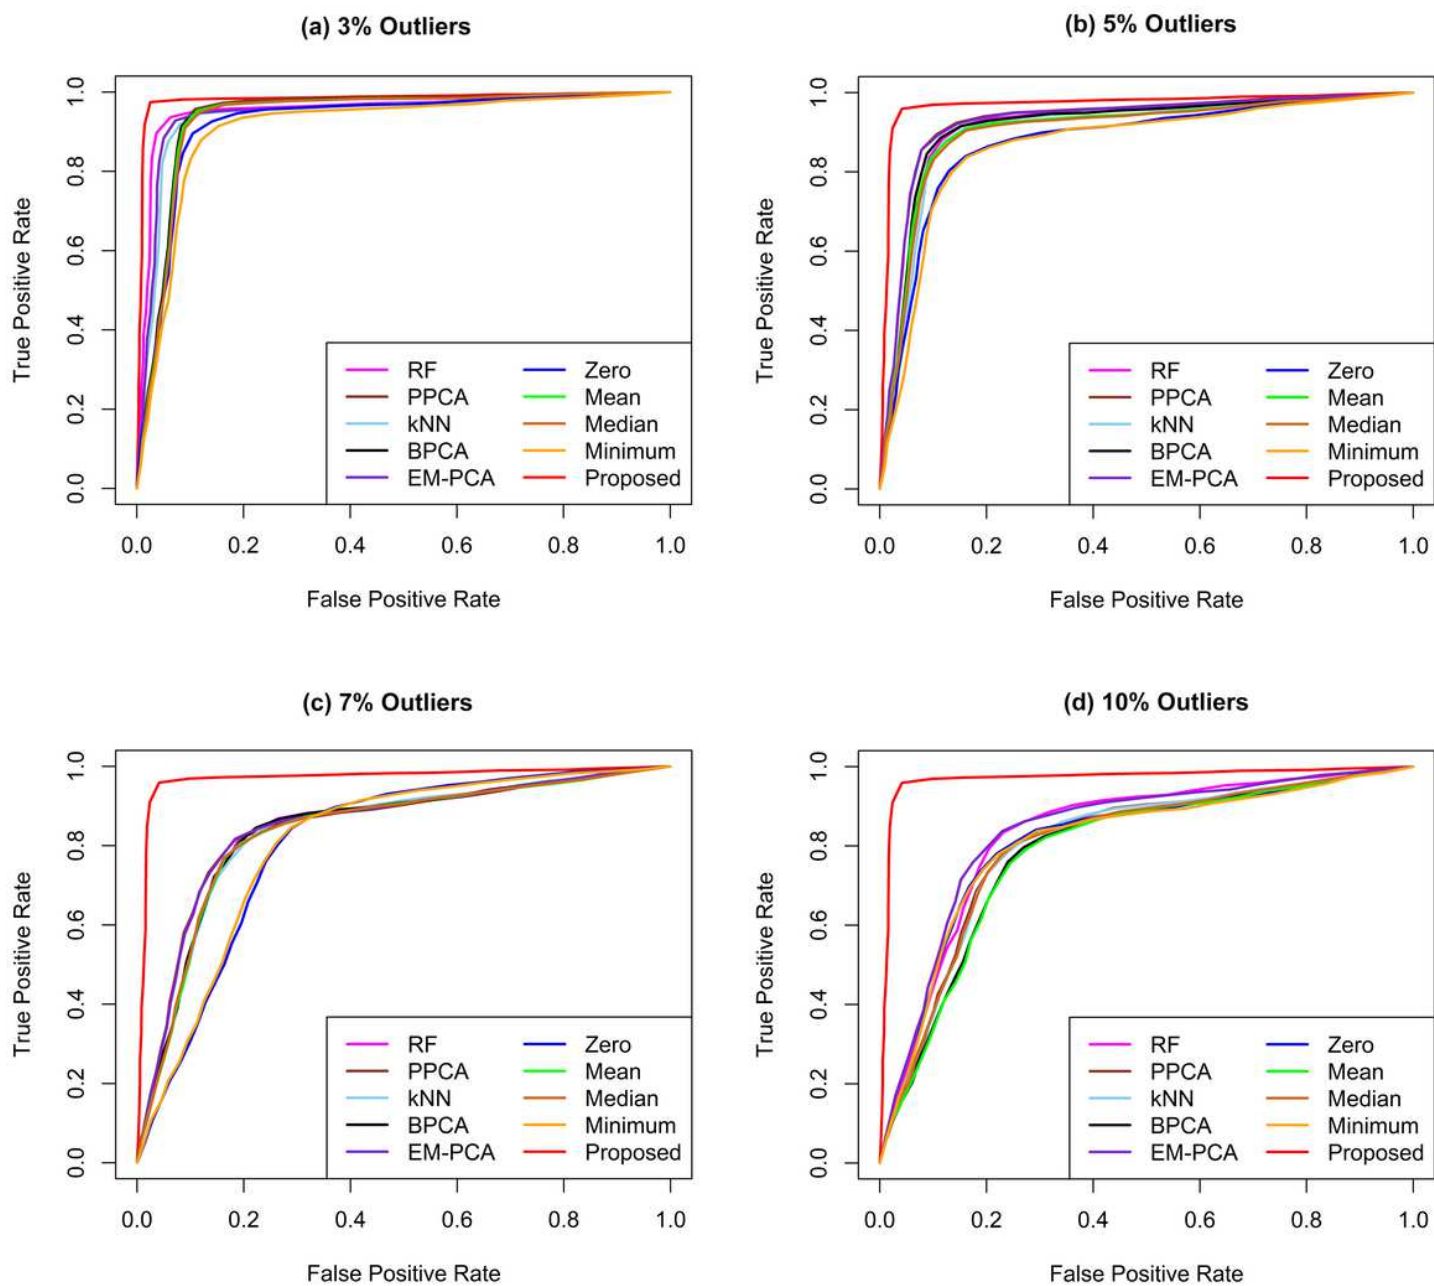 (a) 3% Outliers
True Positive Rate
0.0 0.2 0.4 0.6 0.8 1.0
RF Zero
PPCA Mean
kNN Median
BPCA Minimum
EM-PCA Proposed
0.0 0.2 0.4 0.6 0.8 1.0
False Positive Rate
(b) 5% Outliers
True Positive Rate
0.0 0.2 0.4 0.6 0.8 1.0
RF Zero
PPCA Mean
kNN Median
BPCA Minimum
EM-PCA Proposed
0.0 0.2 0.4 0.6 0.8 1.0
False Positive Rate
(c) 7% Outliers
True Positive Rate
0.0 0.2 0.4 0.6 0.8 1.0
RF Zero
PPCA Mean
kNN Median
BPCA Minimum
EM-PCA Proposed
0.0 0.2 0.4 0.6 0.8 1.0
False Positive Rate
(d) 10% Outliers
True Positive Rate
0.0 0.2 0.4 0.6 0.8 1.0
RF Zero
PPCA Mean
kNN Median
BPCA Minimum
EM-PCA Proposed
0.0 0.2 0.4 0.6 0.8 1.0
False Positive Rate